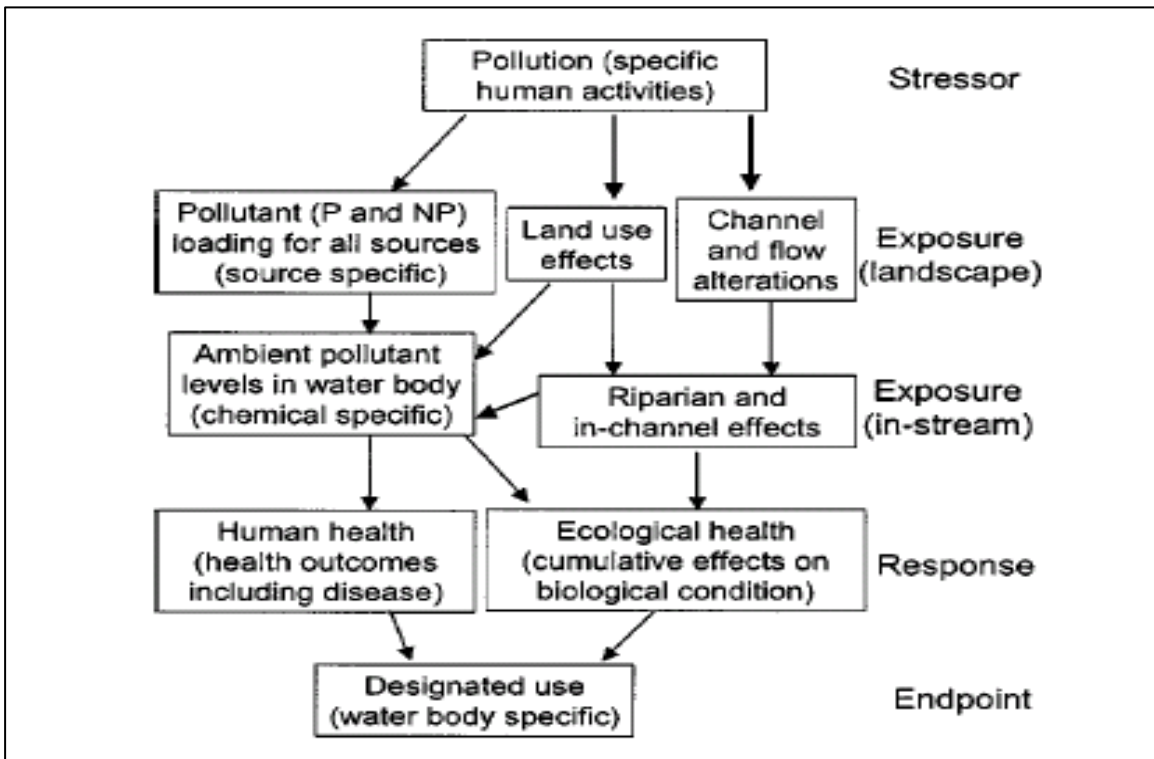 Pollution (specific
human activities)
Stressor
Pollutant (P and NP)
loading for all sources
(source specific)
Land use
effects
Channel
and flow
alterations
Exposure
(landscape)
Ambient pollutant
levels in water body
(chemical specific)
Riparian and
in-channel effects
Exposure
(in-stream)
Human health
(health outcomes
including disease)
Ecological health
(cumulative effects on
biological condition)
Response
Designated use
(water body specific)
Endpoint